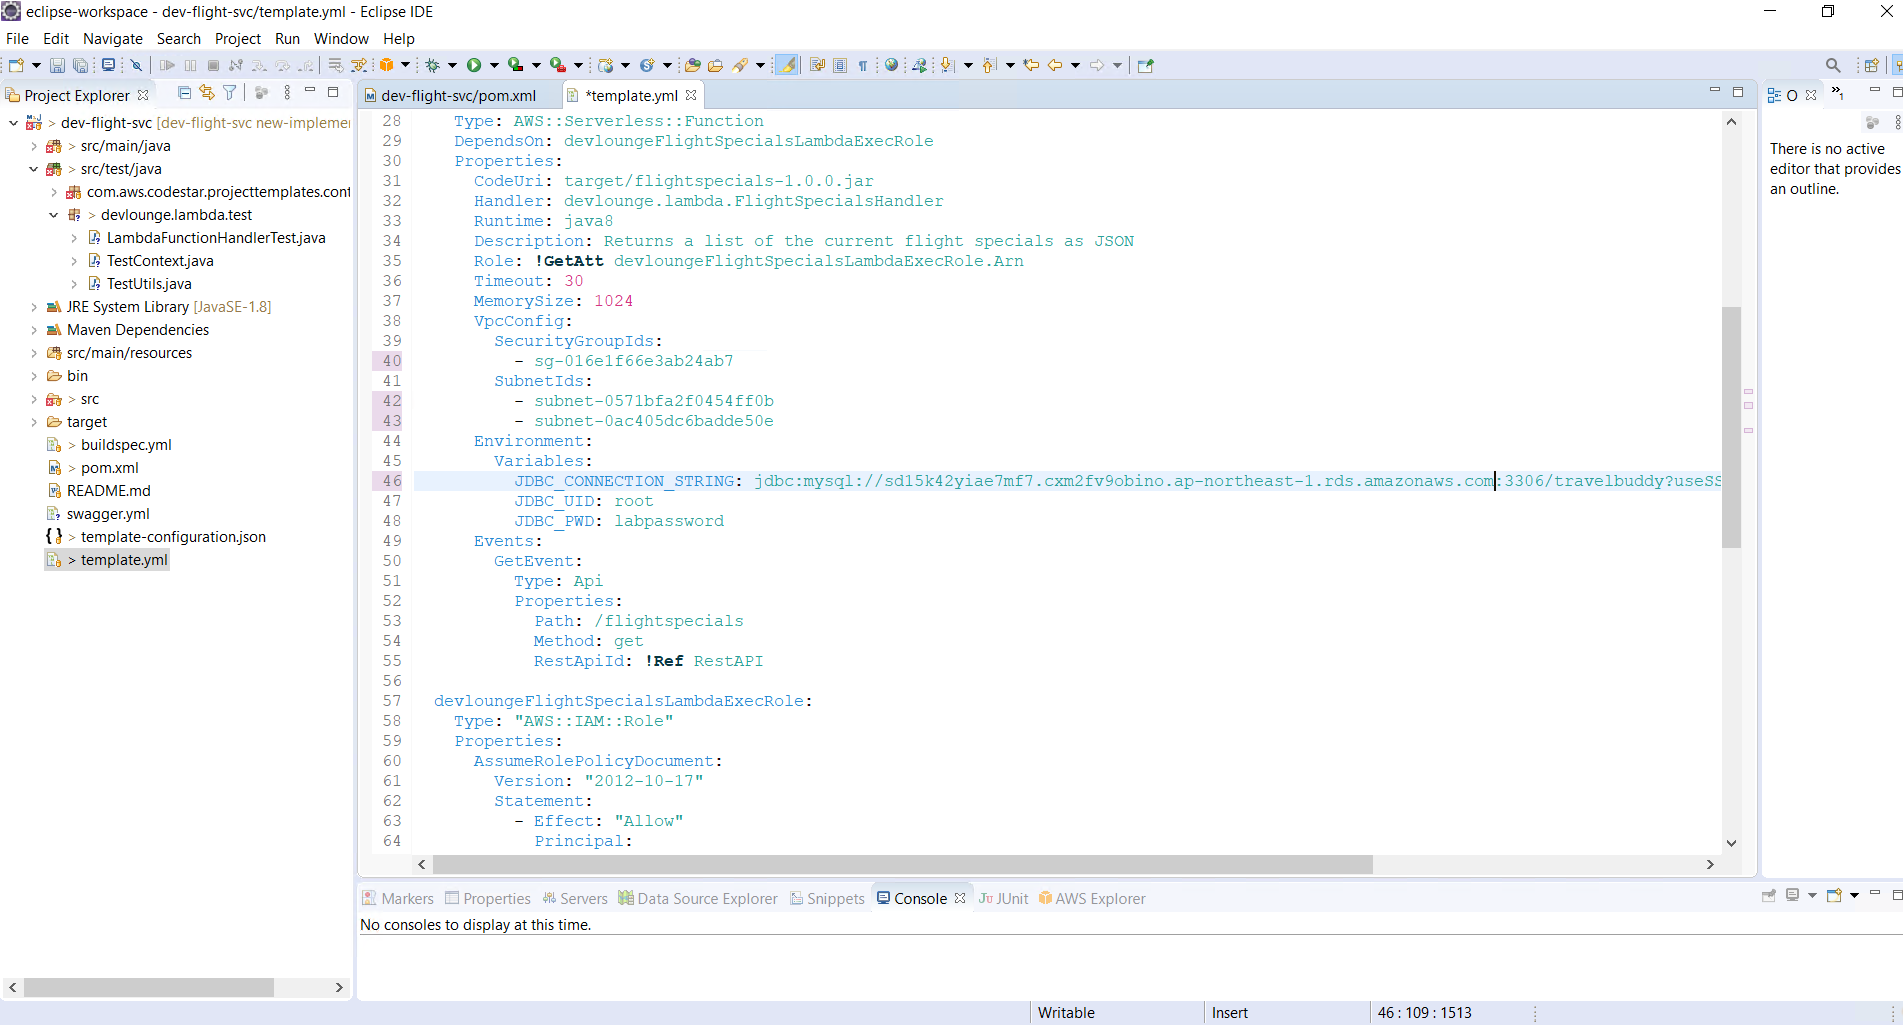 eclipse-workspace - dev-flight-svc/template.yml - Eclipse IDE
File Edit Navigate Search Project Run Window Help
Project Explorer
dev-flight-svc [dev-flight-svc new-implemer
src/main/java
src/test/java
com.aws.codestar.projecttemplates.cont
devlounge.lambda.test
LambdaFunctionHandlerTest.java
TestContext.java
TestUtils.java
JRE System Library [JavaSE-1.8]
Maven Dependencies
src/main/resources
bin
> src
target
> buildspec.yml
> pom.xml
README.md
swagger.yml
> template-configuration.json
> template.yml
dev-flight-svc/pom.xml *template.yml
28 Type: AWS::Serverless::Function
29 DependsOn: devloungeFlightSpecialsLambdaExecRole
30 Properties:
31 CodeUri: target/flightspecials-1.0.0.jar
32 Handler: devlounge.lambda.FlightSpecialsHandler
33 Runtime: java8
34 Description: Returns a list of the current flight specials as JSON
35 Role: !GetAtt devloungeFlightSpecialsLambdaExecRole.Arn
36 Timeout: 30
37 MemorySize: 1024
38 VpcConfig:
39 SecurityGroupIds:
40 - sg-016e1f66e3ab24ab7
41 SubnetIds:
42 - subnet-0571bfa2f0454ff0b
43 - subnet-0ac405dc6badde50e
44 Environment:
45 Variables:
46 JDBC_CONNECTION_STRING: jdbc:mysql://sd15k42yiae7mf7.cxm2fv9obino.ap-northeast-1.rds.amazonaws.com:3306/travelbuddy?useSS
47 JDBC_UID: root
48 JDBC_PWD: labpassword
49 Events:
50 GetEvent:
51 Type: Api
52 Properties:
53 Path: /flightspecials
54 Method: get
55 RestApiId: !Ref RestAPI
56
57 devloungeFlightSpecialsLambdaExecRole:
58 Type: "AWS::IAM::Role"
59 Properties:
60 AssumeRolePolicyDocument:
61 Version: "2012-10-17"
62 Statement:
63 - Effect: "Allow"
64 Principal:
O
There is no active
editor that provides
an outline.
Markers Properties Servers Data Source Explorer Snippets Console JUnit AWS Explorer
No consoles to display at this time.
Writable Insert 46 : 109 : 1513